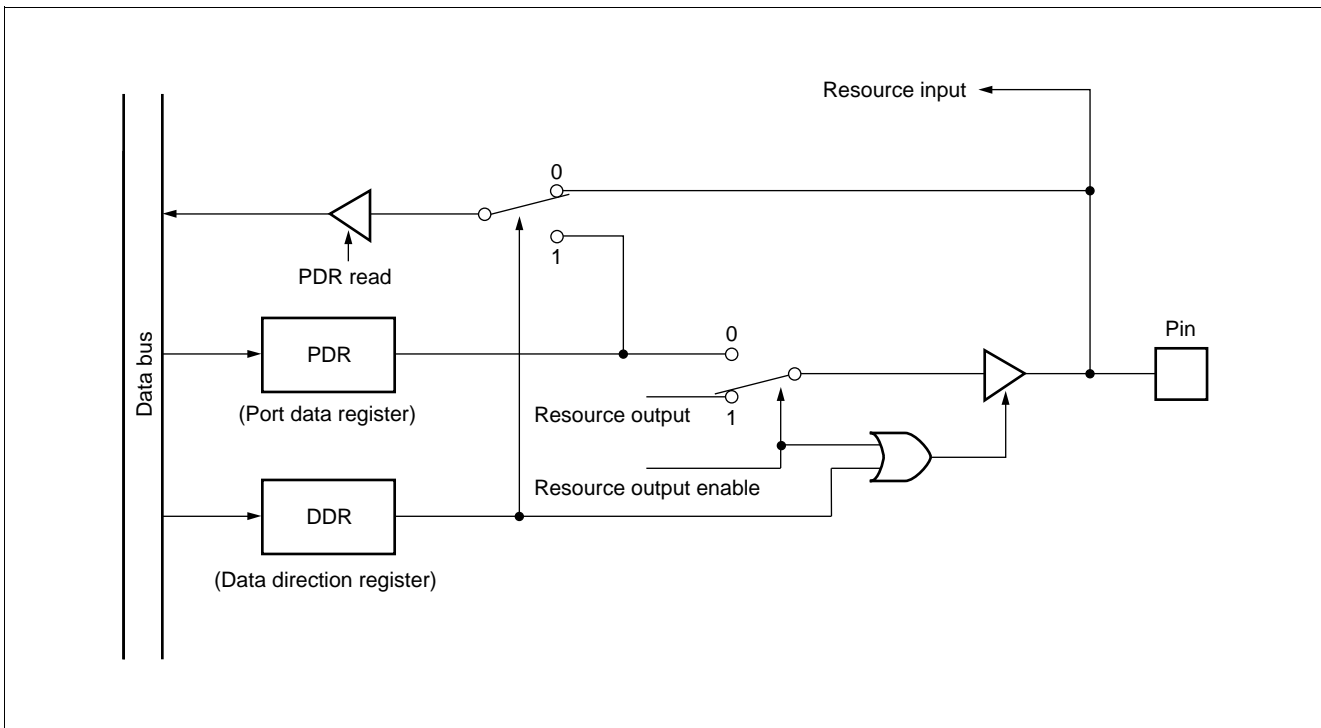 Resource input
0
1
PDR read
Data bus
PDR
(Port data register)
0
Pin
Resource output
1
Resource output enable
DDR
(Data direction register)